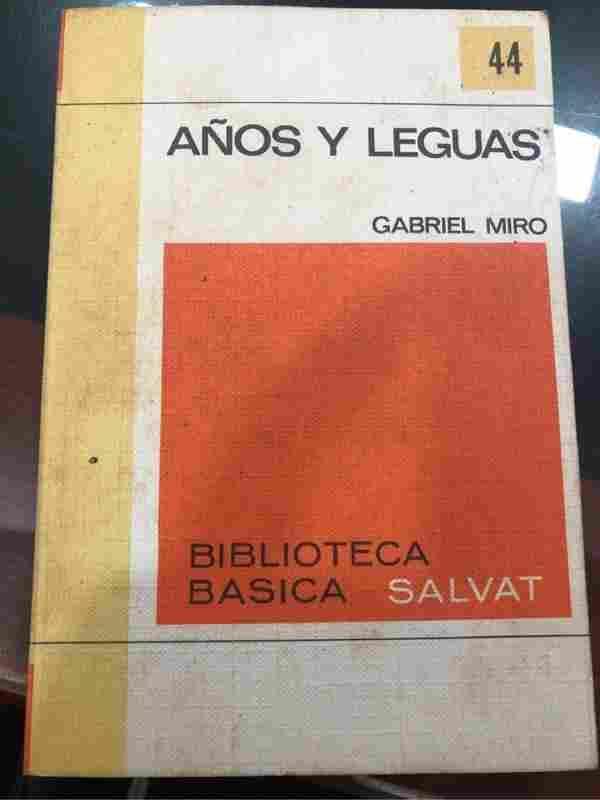 44
AÑOS Y LEGUAS
GABRIEL MIRO
BIBLIOTECA
BASICA SALVAT